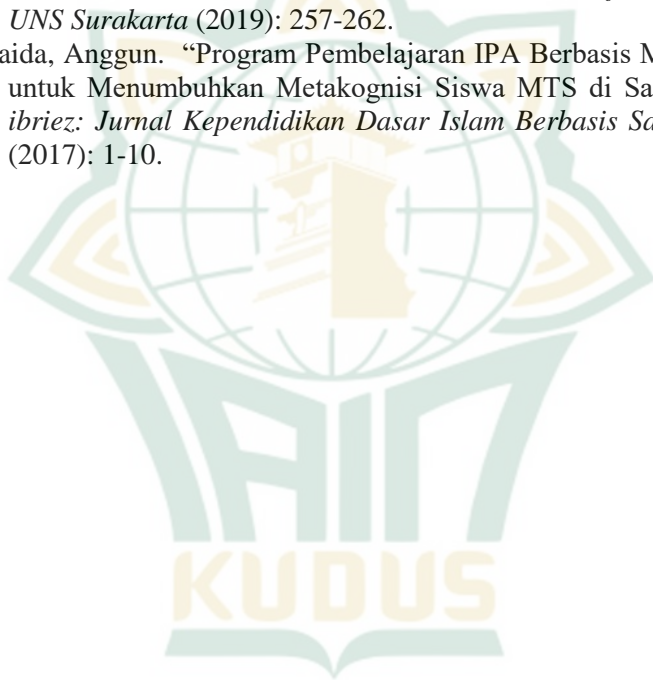 UNS Surakarta (2019): 257-262.
aida, Anggun. “Program Pembelajaran IPA Berbasis M
untuk Menumbuhkan Metakognisi Siswa MTS di Sa
ibriez: Jurnal Kependidikan Dasar Islam Berbasis Sa
(2017): 1-10.
IAIN
KUDUS